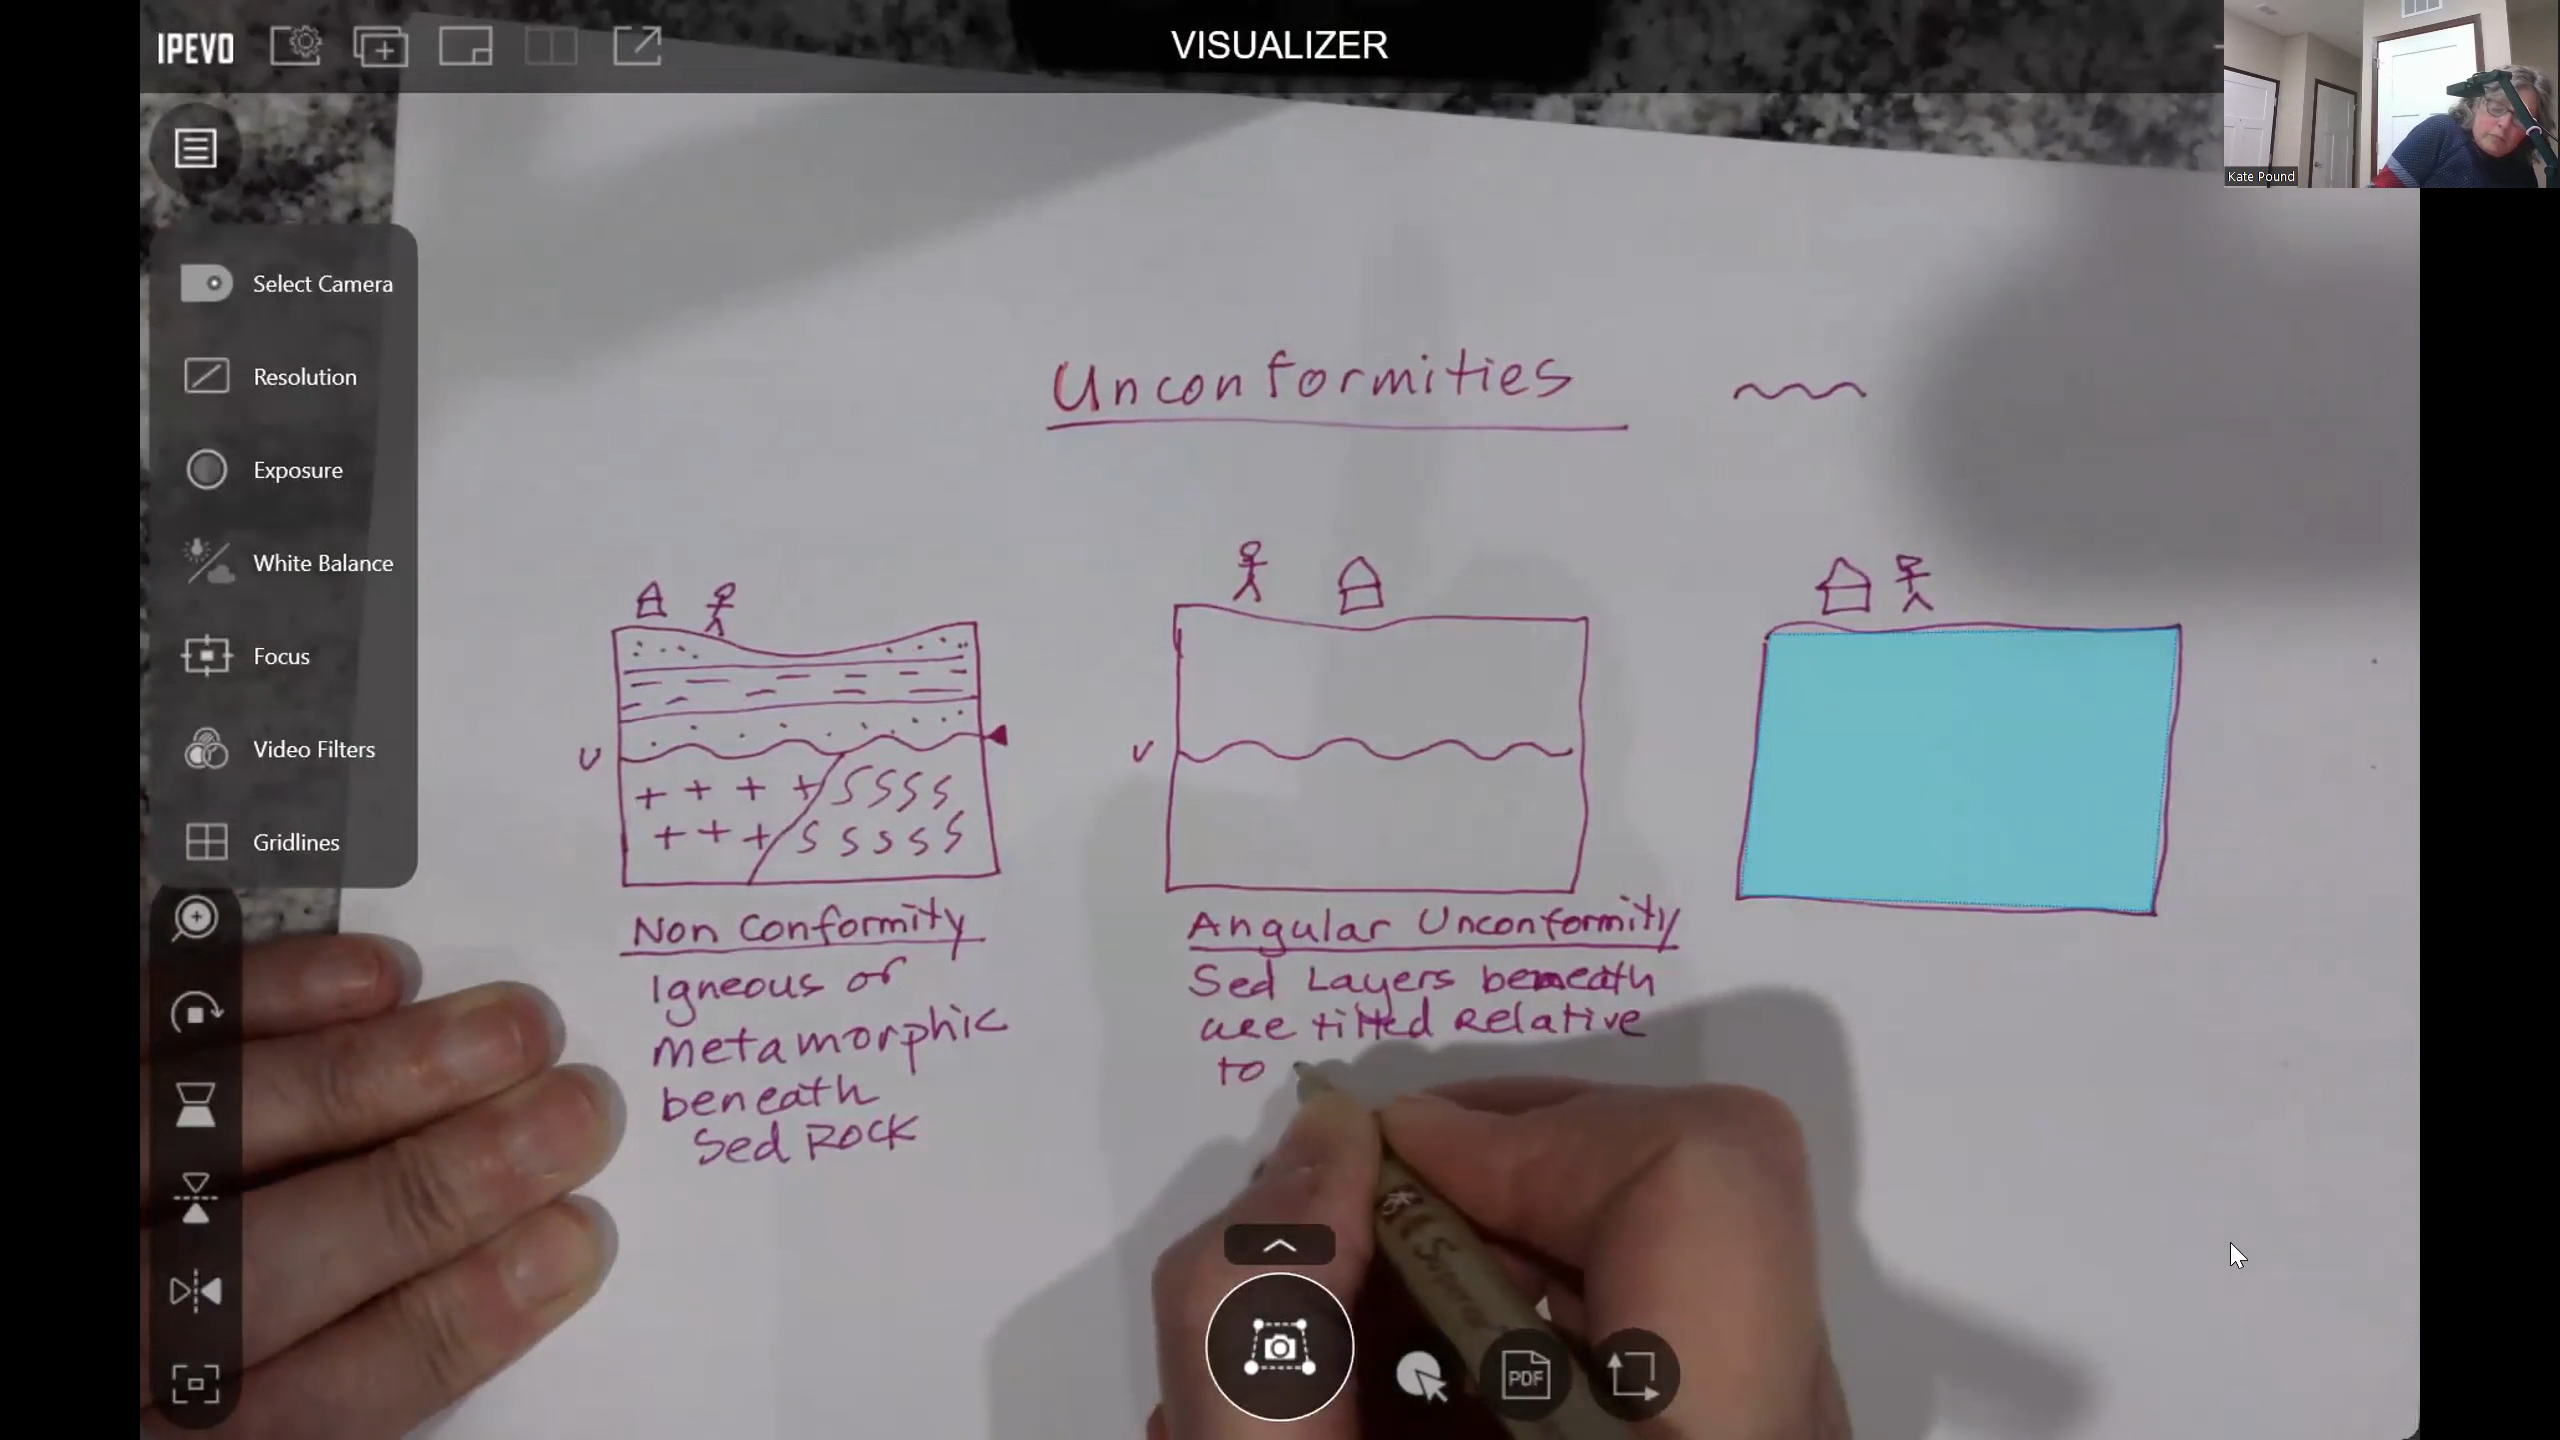 IPEVO
VISUALIZER
Kate Pound
Select Camera
Resolution
Exposure
White Balance
Focus
Video Filters
Gridlines
Unconformities
U
U
Non Conformity
Igneous or
metamorphic
beneath
Sed Rock
Angular Unconformity
Sed Layers beneath
are tilted relative
to
PDF